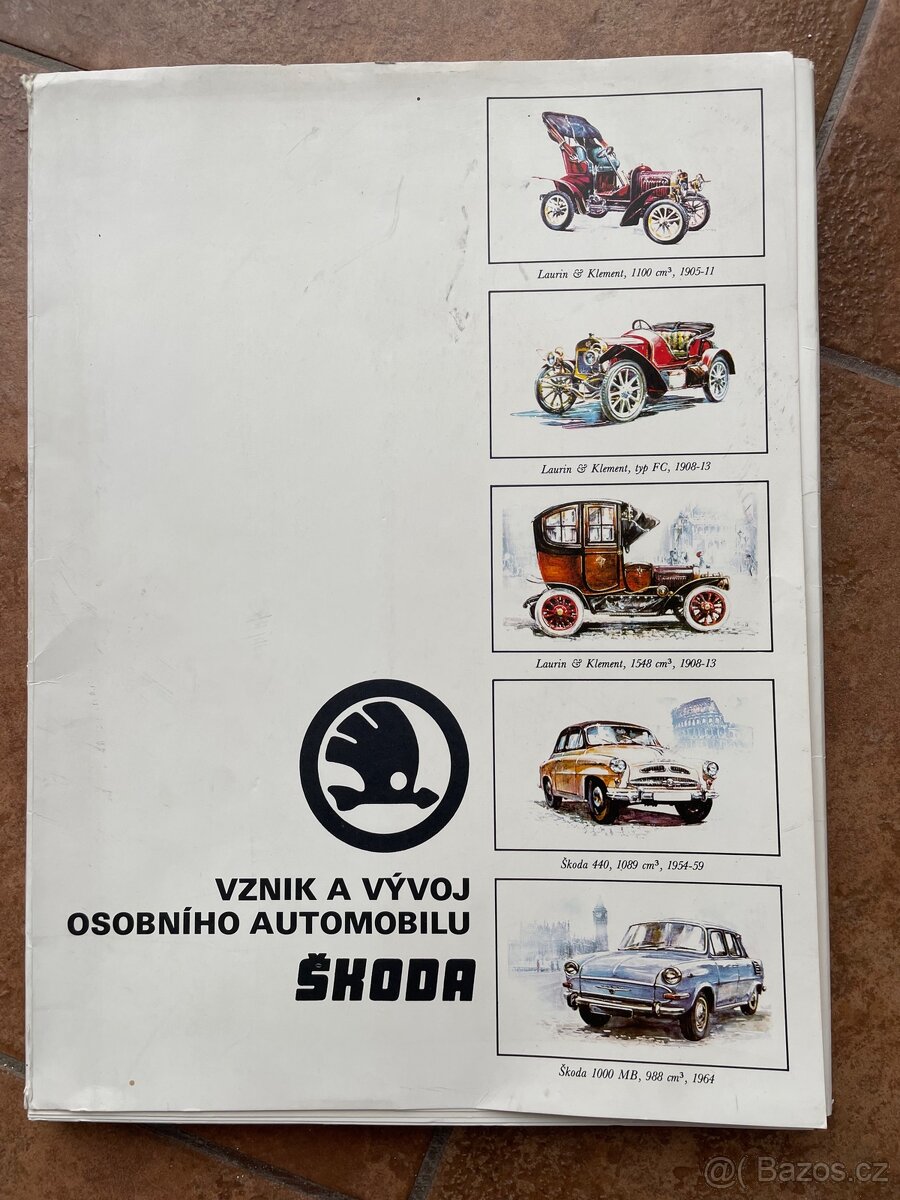 Laurin & Klement, 1100 cm³, 1905-11
Laurin & Klement, typ FC, 1908-13
Laurin & Klement, 1548 cm³, 1908-13
Škoda 440, 1089 cm³, 1954-59
Škoda 1000 MB, 988 cm³, 1964
VZNIK A VÝVOJ
OSOBNÍHO AUTOMOBILU
ŠKODA
@( Bazos.cz